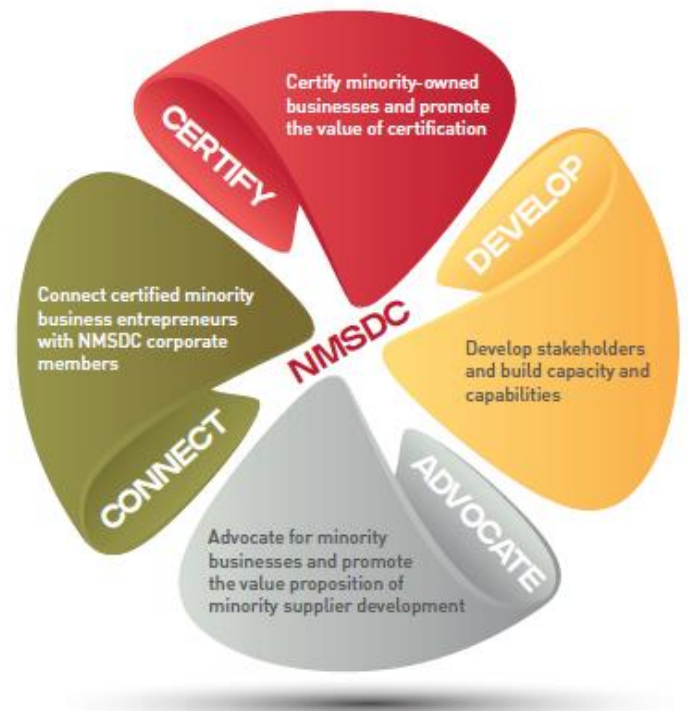 CERTIFY
Certify minority-owned
businesses and promote
the value of certification
DEVELOP
Develop stakeholders
and build capacity and
capabilities
ADVOCATE
Advocate for minority
businesses and promote
the value proposition of
minority supplier development
CONNECT
Connect certified minority
business entrepreneurs
with NMSDC corporate
members
NMSDC